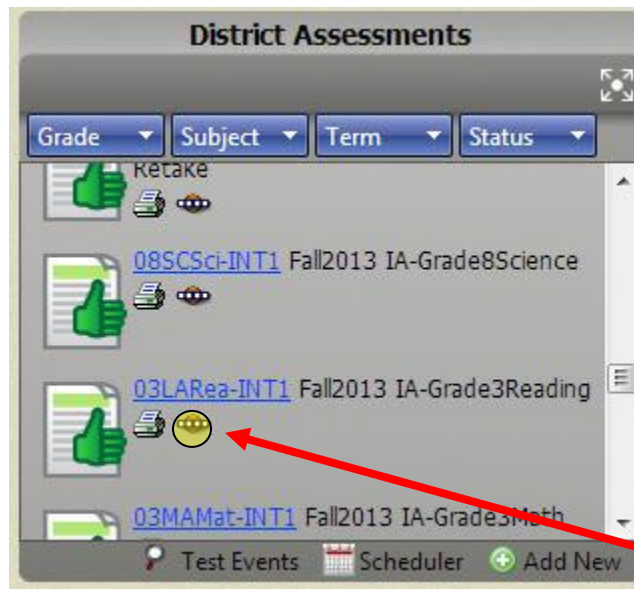 District Assessments
Grade Subject Term Status
Retake
08SCSci-INT1 Fall2013 IA-Grade8Science
03LARea-INT1 Fall2013 IA-Grade3Reading
03MAMat-INT1 Fall2013 IA-Grade3Math
Test Events Scheduler Add New